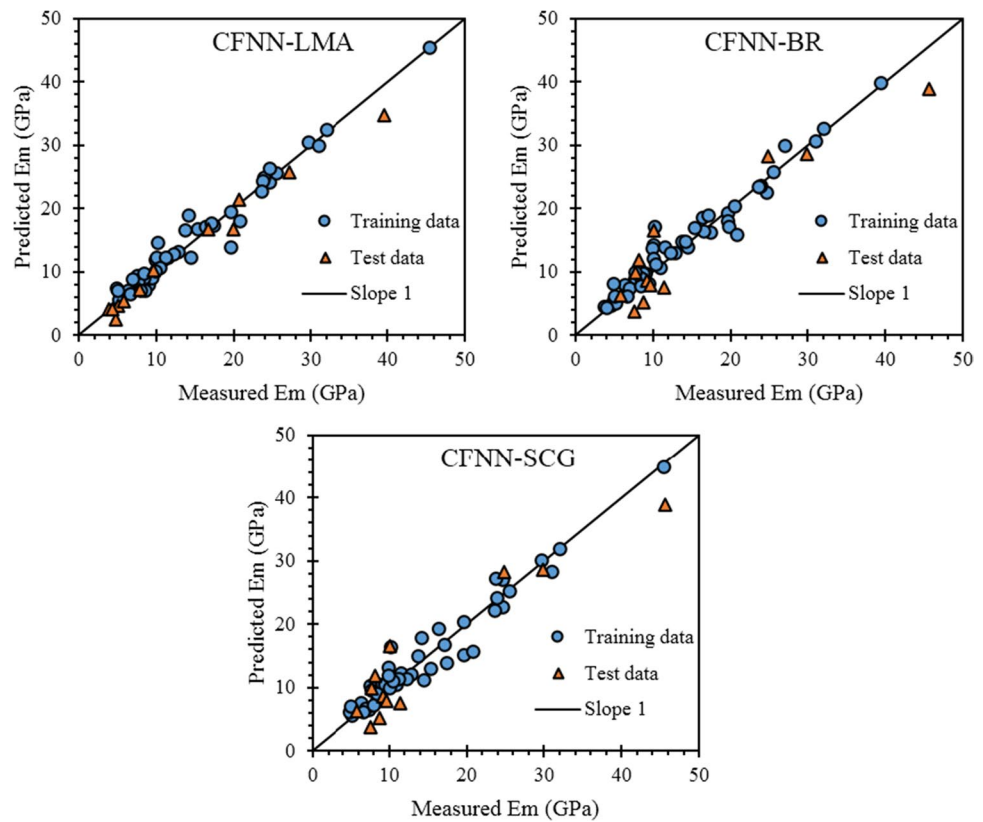 CFNN-LMA
Predicted Em (GPa)
50
40
30
20
10
0
Training data
Test data
Slope 1
0 10 20 30 40 50
Measured Em (GPa)
CFNN-BR
Predicted Em (GPa)
50
40
30
20
10
0
Training data
Test data
Slope 1
0 10 20 30 40 50
Measured Em (GPa)
CFNN-SCG
Predicted Em (GPa)
50
40
30
20
10
0
Training data
Test data
Slope 1
0 10 20 30 40 50
Measured Em (GPa)